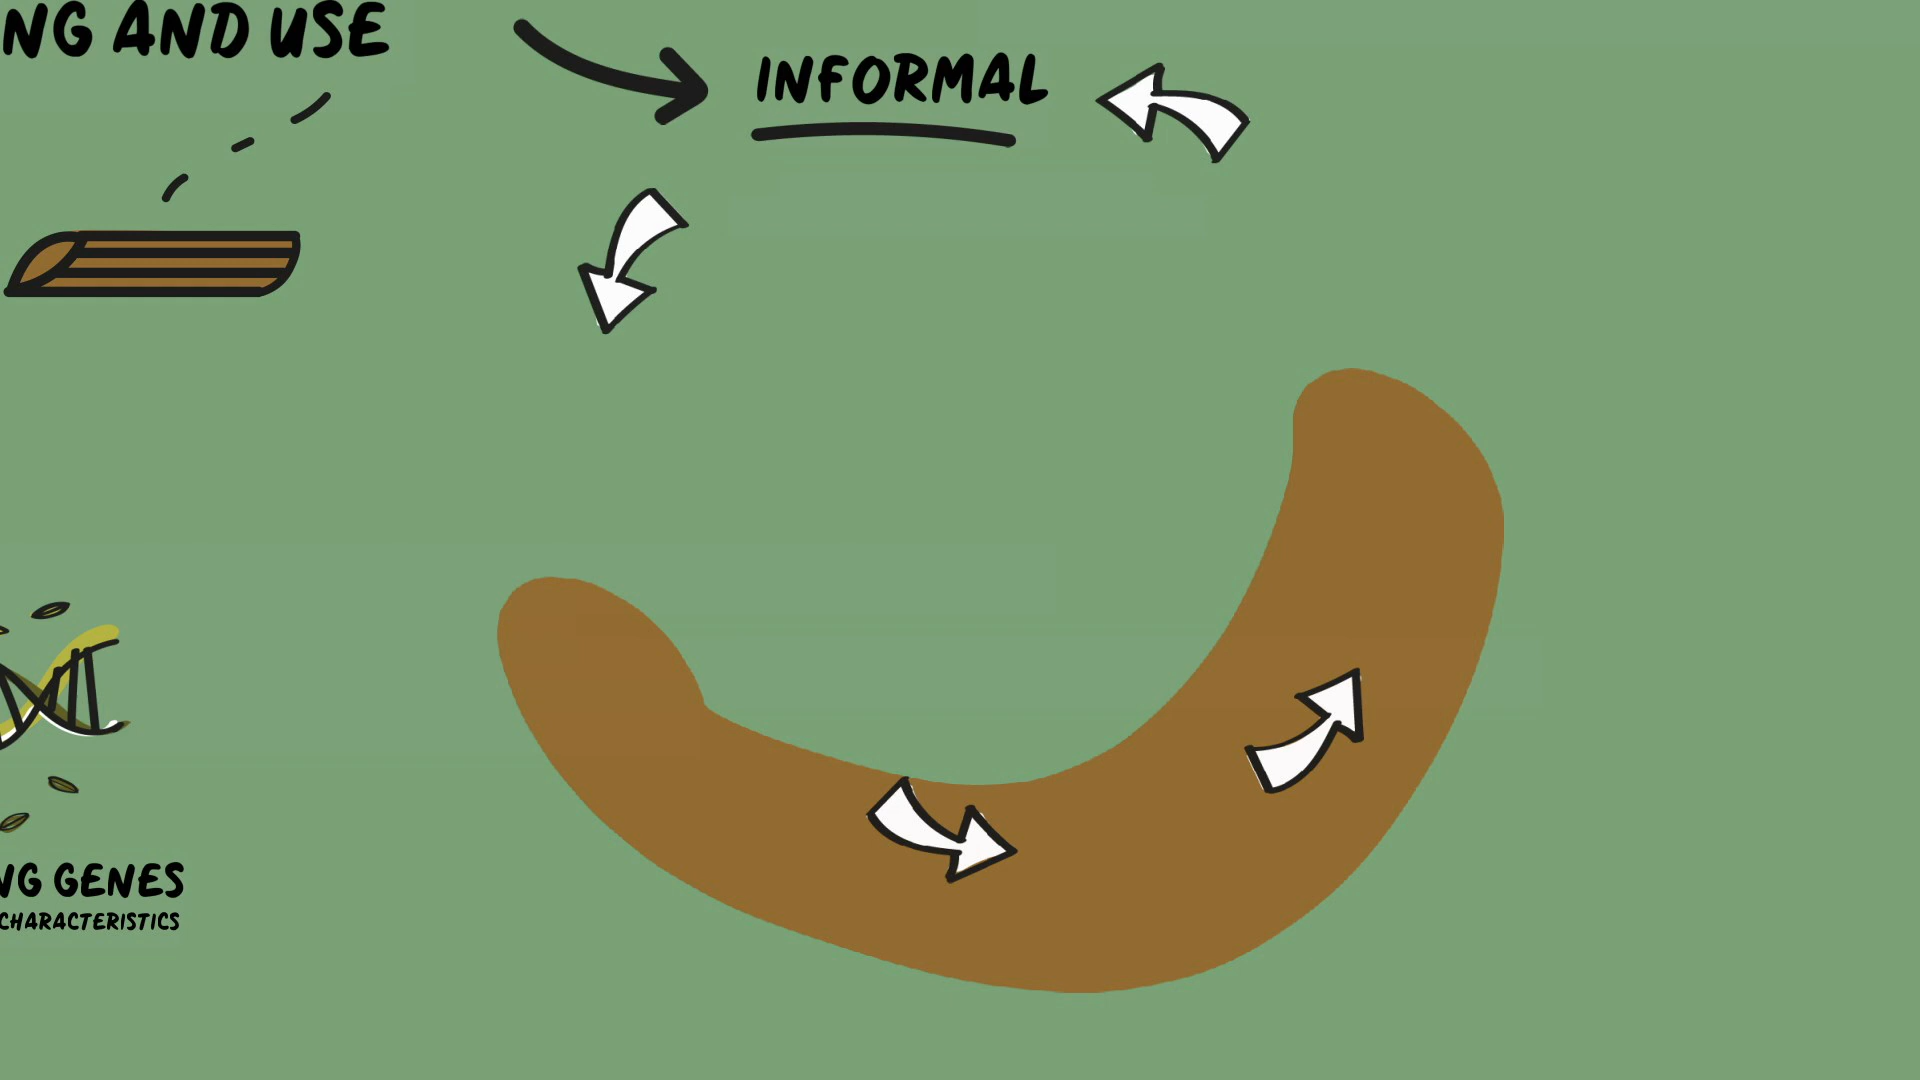 NG AND USE
INFORMAL
NG GENES
CHARACTERISTICS